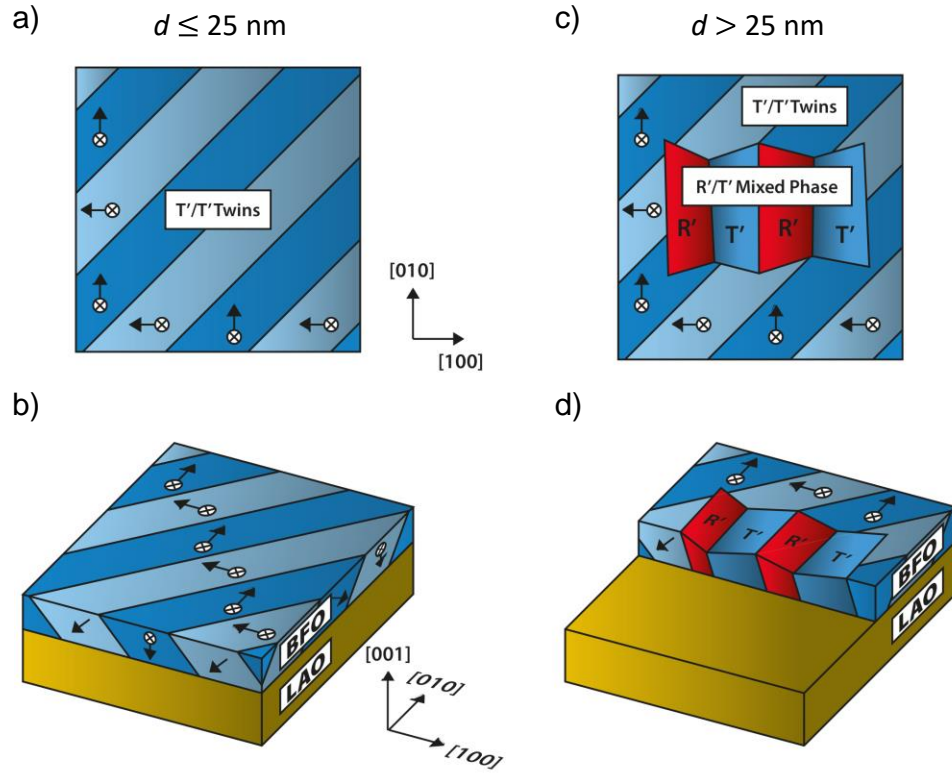 a)
d ≤ 25 nm
T′/T′ Twins
[010]
[100]
c)
d > 25 nm
T′/T′ Twins
R′/T′ Mixed Phase
R′
T′
R′
T′
b)
BFO
LAO
[001]
[010]
[100]
d)
R′
T′
R′
T′
BFO
LAO